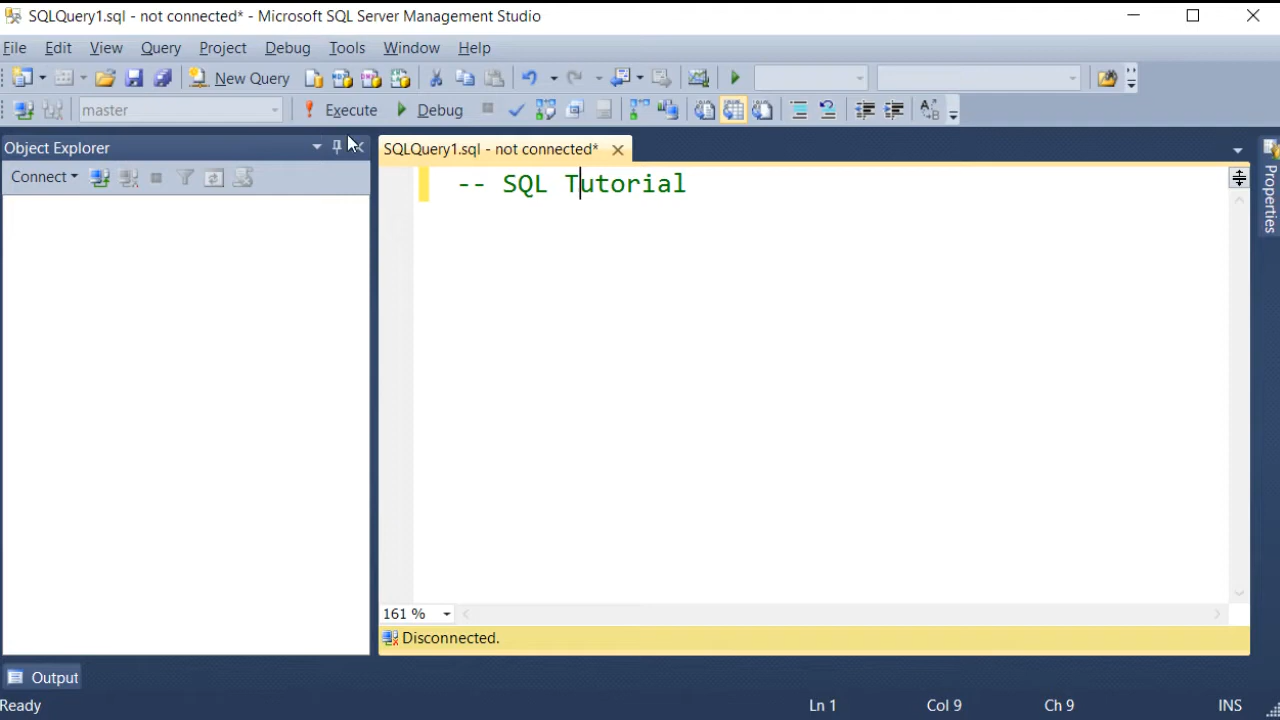 SQLQuery1.sql - not connected* - Microsoft SQL Server Management Studio
File Edit View Query Project Debug Tools Window Help
New Query
master Execute Debug
Object Explorer
SQLQuery1.sql - not connected*
Connect
-- SQL Tutorial
Properties
161 %
Disconnected.
Output
Ready Ln 1 Col 9 Ch 9 INS